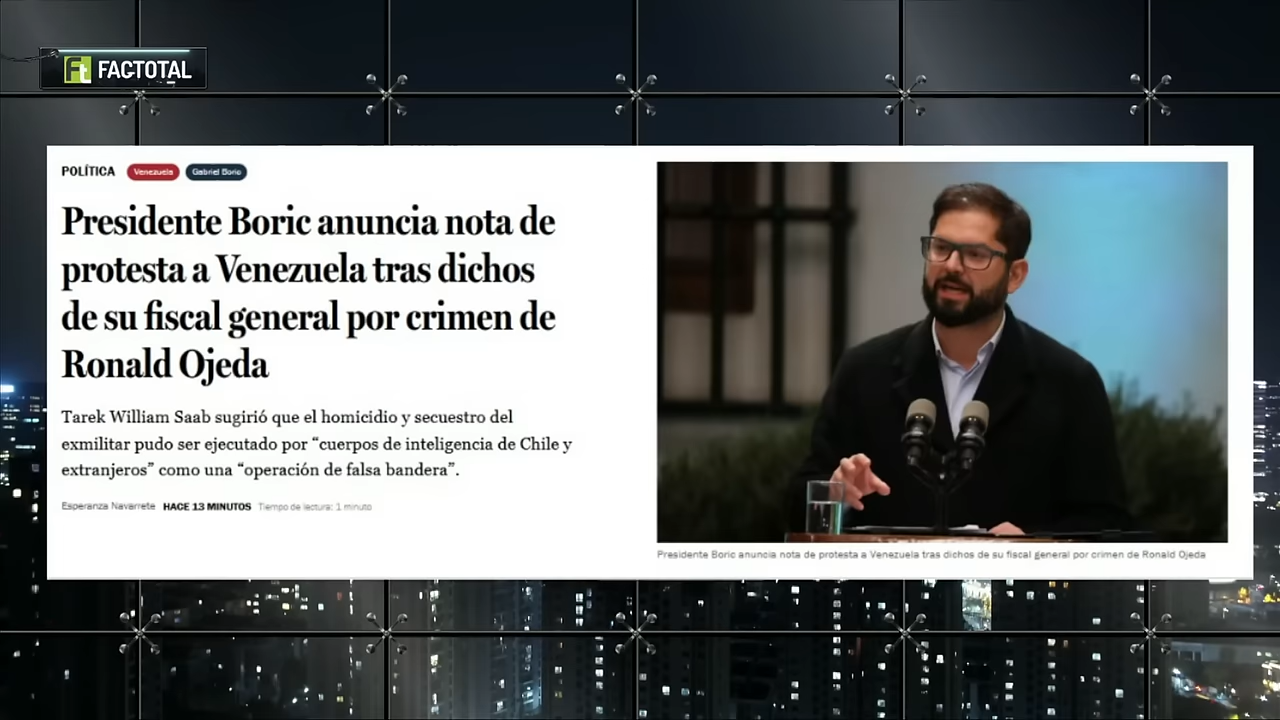 Ft FACTOTAL
POLÍTICA Venezuela Gabriel Boric
Presidente Boric anuncia nota de
protesta a Venezuela tras dichos
de su fiscal general por crimen de
Ronald Ojeda
Tarek William Saab sugirió que el homicidio y secuestro del
exmilitar pudo ser ejecutado por “cuerpos de inteligencia de Chile y
extranjeros” como una “operación de falsa bandera”.
Esperanza Navarrete HACE 13 MINUTOS Tiempo de lectura: 1 minuto
Presidente Boric anuncia nota de protesta a Venezuela tras dichos de su fiscal general por crimen de Ronald Ojeda